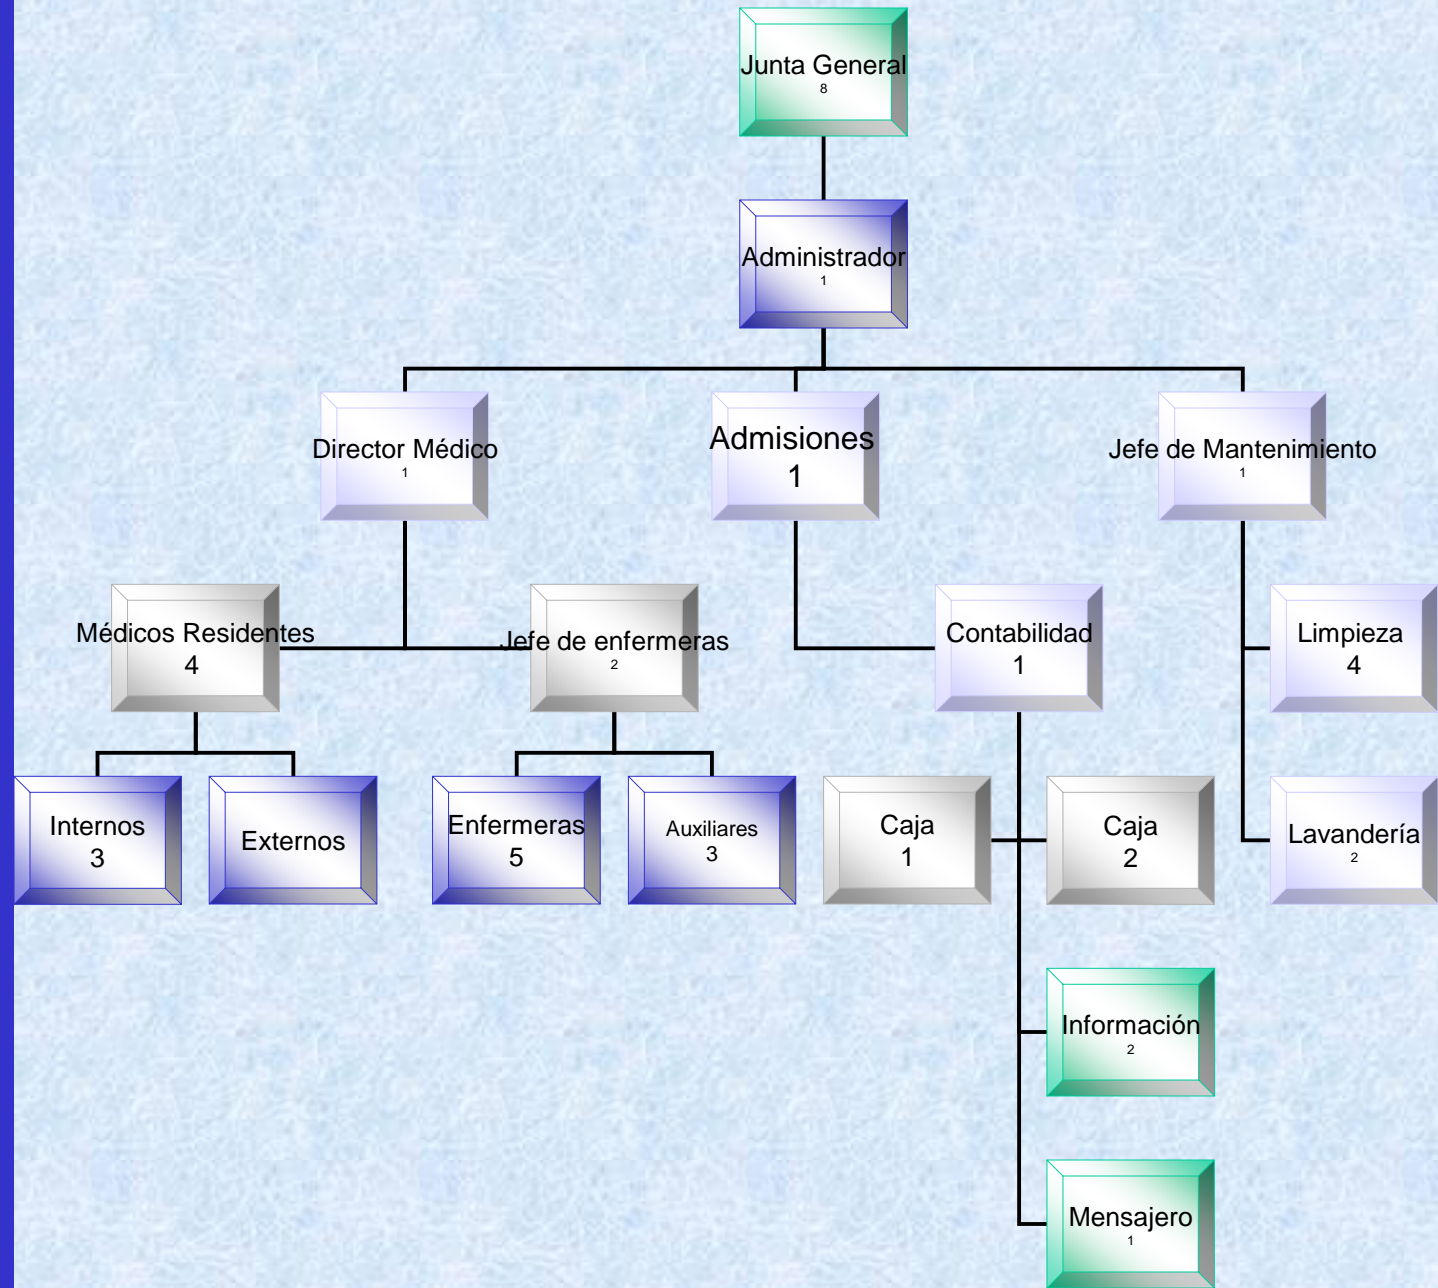 Junta General
8
Administrador
1
Director Médico
1
Admisiones
1
Jefe de Mantenimiento
1
Médicos Residentes
4
Jefe de enfermeras
2
Contabilidad
1
Limpieza
4
Internos
3
Externos
Enfermeras
5
Auxiliares
3
Caja
1
Caja
2
Lavandería
2
Información
2
Mensajero
1